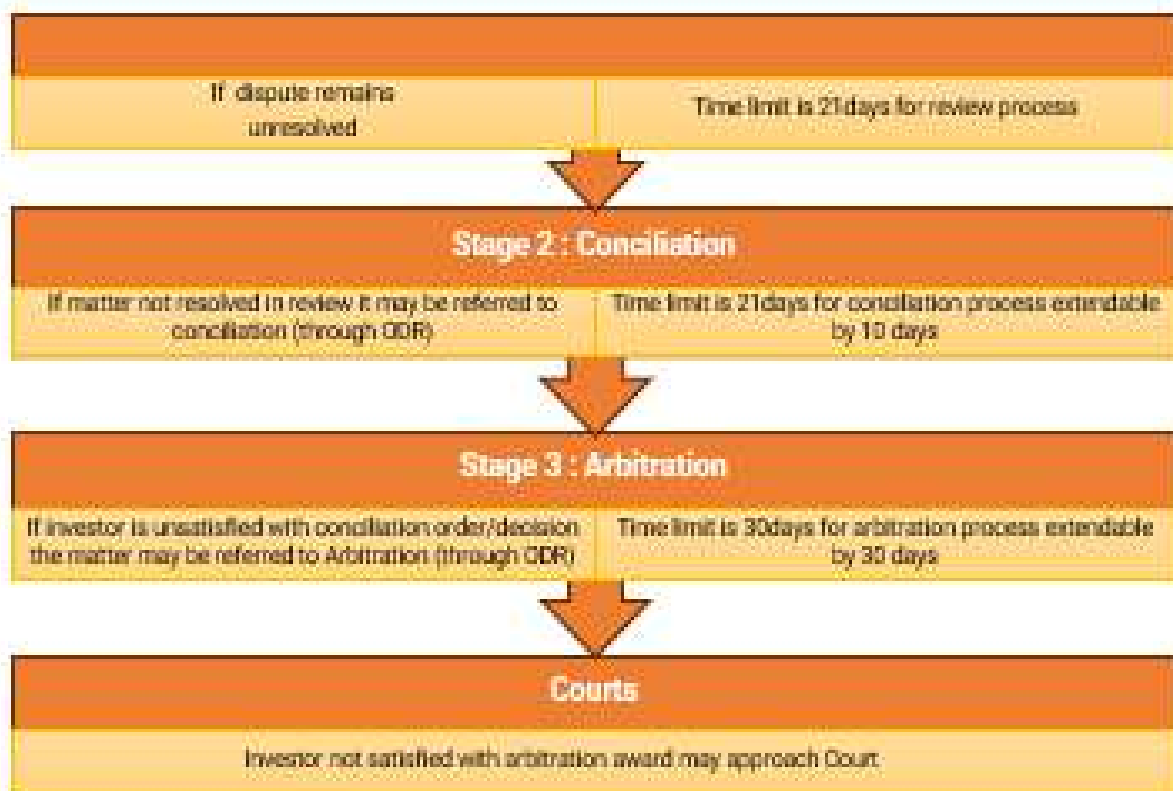 If dispute remains
unresolved
Time limit is 21days for review process
Stage 2 : Conciliation
If matter not resolved in review it may be referred to
conciliation (through ODR)
Time limit is 21days for conciliation process extendable
by 10 days
Stage 3 : Arbitration
If investor is unsatisfied with conciliation order/decision
the matter may be referred to Arbitration (through ODR)
Time limit is 30days for arbitration process extendable
by 30 days
Courts
Investor not satisfied with arbitration award may approach Court